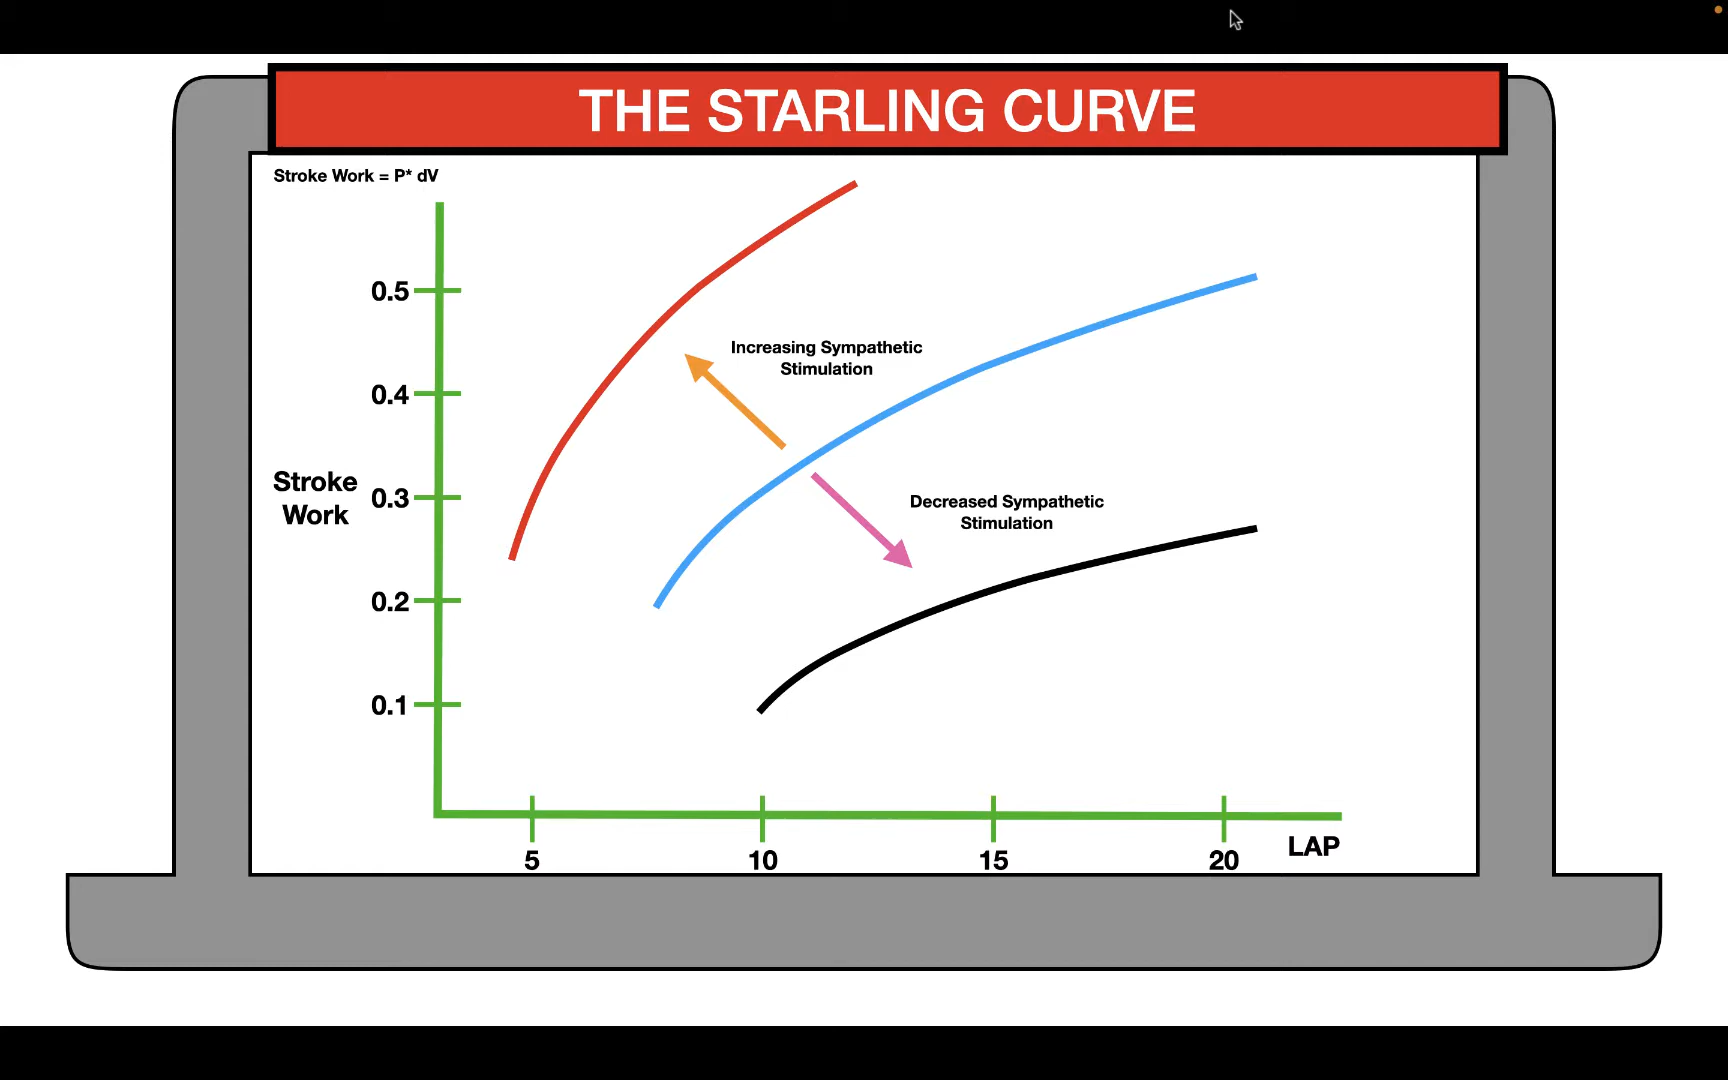 THE STARLING CURVE
Stroke Work = P* dV
0.5
Increasing Sympathetic
Stimulation
0.4
Stroke
Work
0.3
Decreased Sympathetic
Stimulation
0.2
0.1
LAP
5
10
15
20